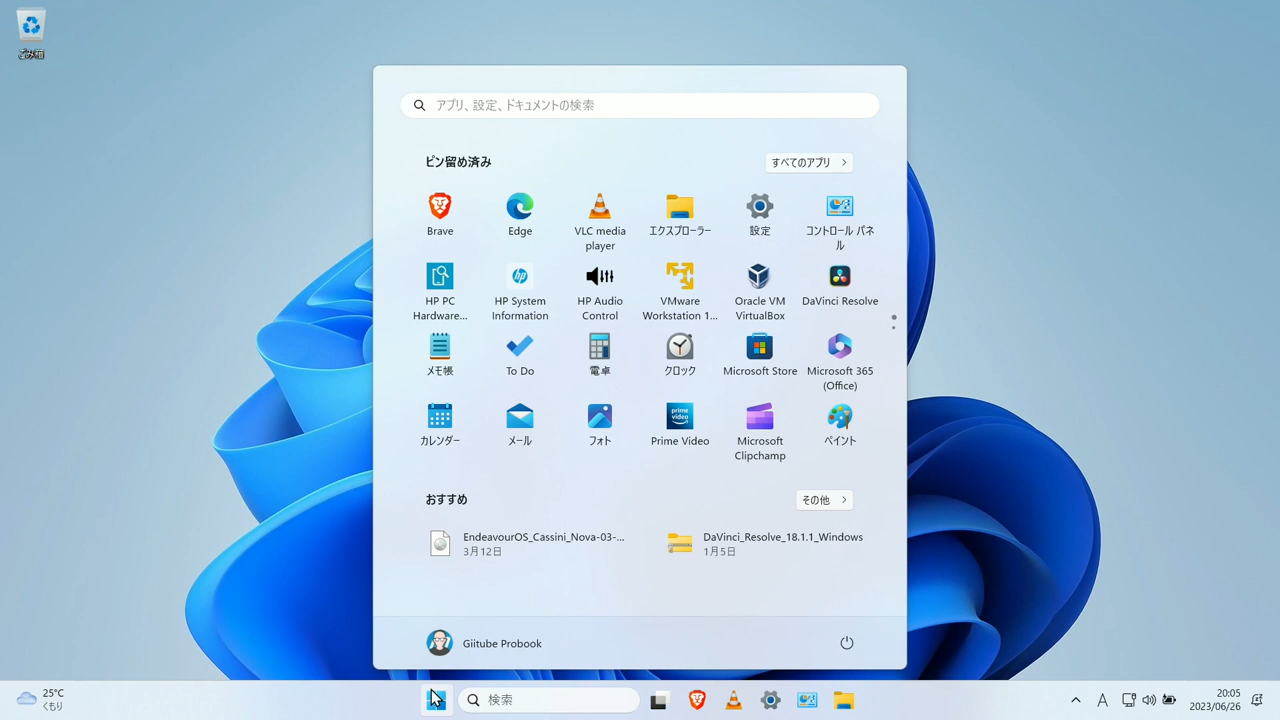 ごみ箱
アプリ、設定、ドキュメントの検索
ピン留め済み
すべてのアプリ
Brave
Edge
VLC media player
エクスプローラー
設定
コントロール パネル
HP PC Hardware...
HP System Information
HP Audio Control
VMware Workstation 1...
Oracle VM VirtualBox
DaVinci Resolve
メモ帳
To Do
電卓
クロック
Microsoft Store
Microsoft 365 (Office)
カレンダー
メール
フォト
prime video
Prime Video
Microsoft Clipchamp
ペイント
おすすめ
その他
EndeavourOS_Cassini_Nova-03-...
3月12日
DaVinci_Resolve_18.1.1_Windows
1月5日
Giitube Probook
25°C
くもり
検索
A
20:05
2023/06/26